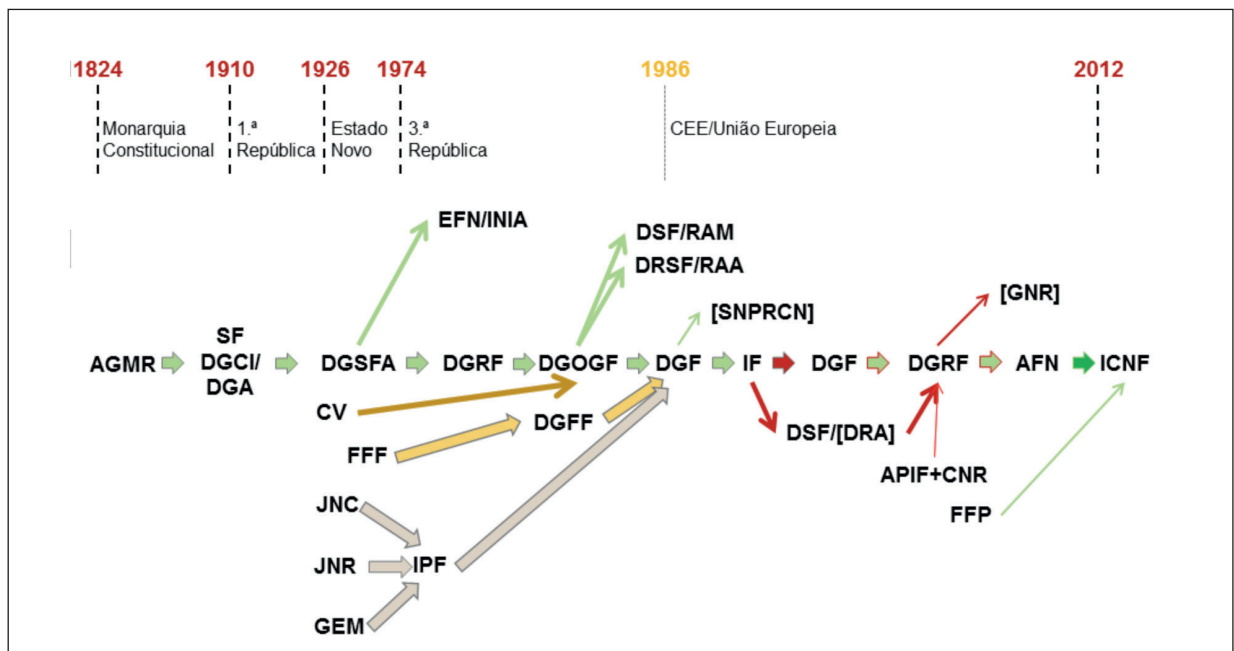 1824 1910 1926 1974 1986 2012
Monarquia
Constitucional
1.ª
República
Estado
Novo
3.ª
República
CEE/União Europeia
EFN/INIA
DSF/RAM
DRSF/RAA
[GNR]
[SNPRCN]
SF
DGCI/
DGA
AGMR DGSFA DGRF DGOGF DGF IF DGF DGRF AFN ICNF
CV
DGFF
DSF/[DRA]
FFF
APIF+CNR
JNC
FFP
JNR IPF
GEM